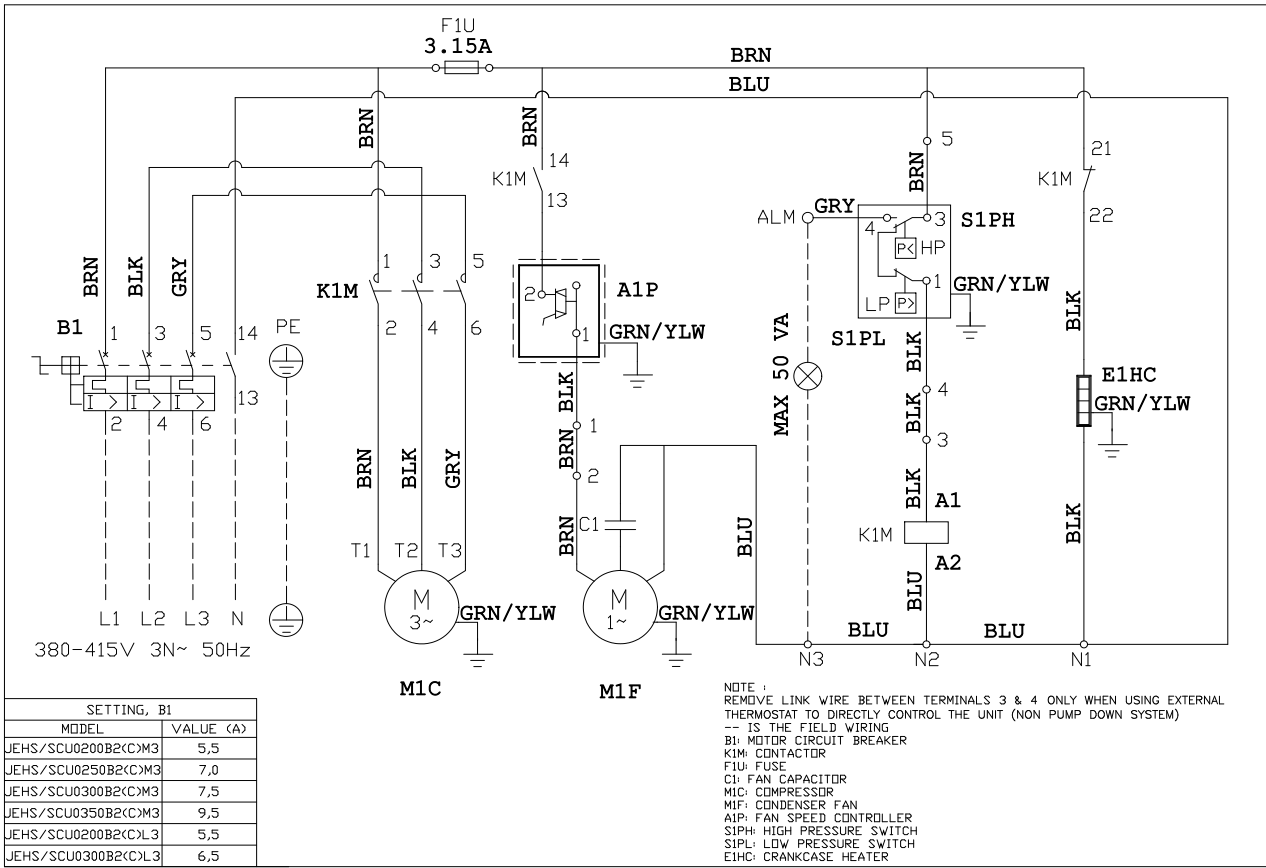 F1U
3.15A
BRN
BLU
BRN
BRN
14
K1M
13
5
BRN
21
K1M
22
ALM
GRY
4
3
S1PH
P<
HP
1
LP
P>
GRN/YLW
S1PL
BRN
BLK
GRY
1
3
5
K1M
2
4
6
2
A1P
1
GRN/YLW
B1
1
3
5
14
PE
I >
I >
I >
13
2
4
6
MAX 50 VA
BLK
BLK
4
3
BLK
A1
K1M
A2
BLU
BLK
E1HC
GRN/YLW
BLK
BLK
1
BRN
2
BRN
C1
BLU
BRN
BLK
GRY
T1
T2
T3
M
3~
GRN/YLW
M
1~
GRN/YLW
L1
L2
L3
N
380-415V 3N~ 50Hz
BLU
BLU
N3
N2
N1
M1C
M1F
SETTING, B1
MODEL VALUE (A)
JEHS/SCU0200B2(C)M3 5,5
JEHS/SCU0250B2(C)M3 7,0
JEHS/SCU0300B2(C)M3 7,5
JEHS/SCU0350B2(C)M3 9,5
JEHS/SCU0200B2(C)L3 5,5
JEHS/SCU0300B2(C)L3 6,5
NOTE :
REMOVE LINK WIRE BETWEEN TERMINALS 3 & 4 ONLY WHEN USING EXTERNAL
THERMOSTAT TO DIRECTLY CONTROL THE UNIT (NON PUMP DOWN SYSTEM)
-- IS THE FIELD WIRING
B1: MOTOR CIRCUIT BREAKER
K1M: CONTACTOR
F1U: FUSE
C1: FAN CAPACITOR
M1C: COMPRESSOR
M1F: CONDENSER FAN
A1P: FAN SPEED CONTROLLER
S1PH: HIGH PRESSURE SWITCH
S1PL: LOW PRESSURE SWITCH
E1HC: CRANKCASE HEATER